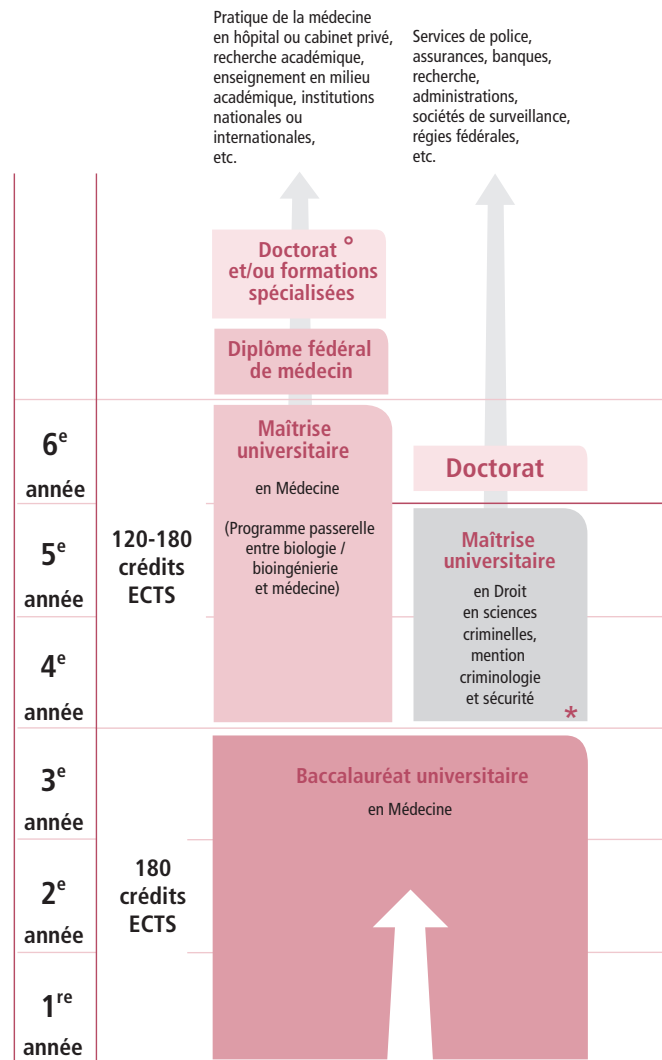 Pratique de la médecine
en hôpital ou cabinet privé,
recherche académique,
enseignement en milieu
académique, institutions
nationales ou
internationales,
etc.
Services de police,
assurances, banques,
recherche,
administrations,
sociétés de surveillance,
régies fédérales,
etc.
Doctorat °
et/ou formations
spécialisées
Diplôme fédéral
de médecin
6e
année
5e
année
4e
année
120-180
crédits
ECTS
Maîtrise
universitaire
en Médecine
(Programme passerelle
entre biologie /
bioingénierie
et médecine)
Doctorat
Maîtrise
universitaire
en Droit
en sciences
criminelles,
mention
criminologie
et sécurité
*
3e
année
2e
année
1re
année
180
crédits
ECTS
Baccalauréat universitaire
en Médecine